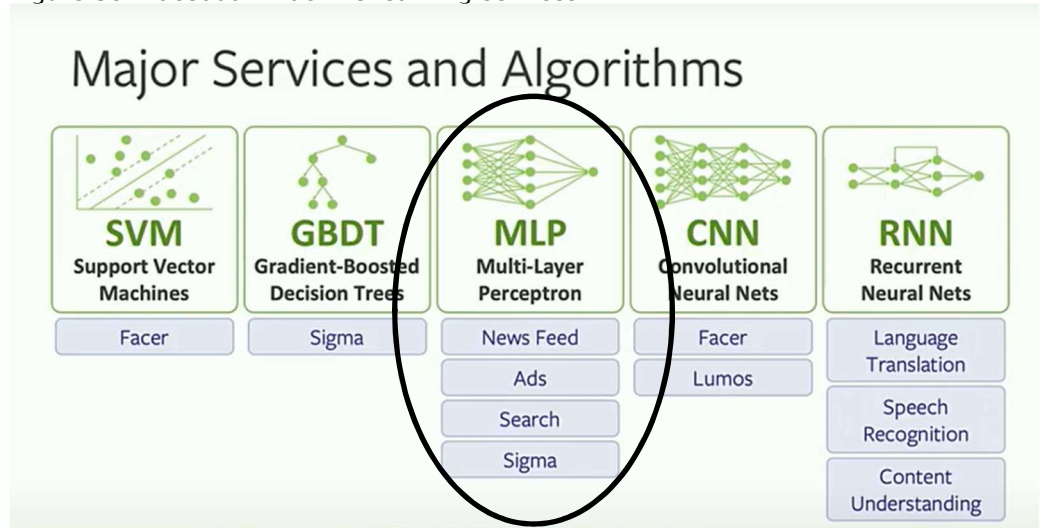 Major Services and Algorithms
SVM
Support Vector
Machines
Facer
GBDT
Gradient-Boosted
Decision Trees
Sigma
MLP
Multi-Layer
Perceptron
News Feed
Ads
Search
Sigma
CNN
Convolutional
Neural Nets
Facer
Lumos
RNN
Recurrent
Neural Nets
Language
Translation
Speech
Recognition
Content
Understanding